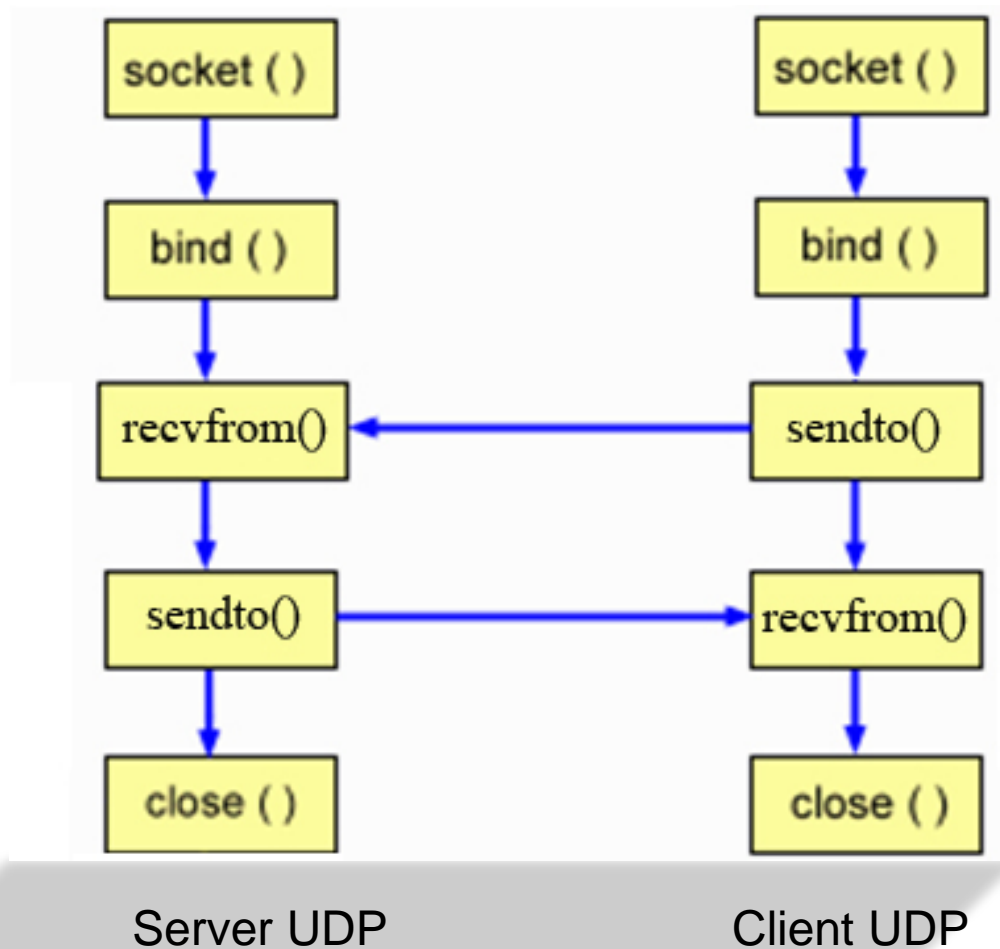 socket ( )
socket ( )
bind ( )
bind ( )
recvfrom()
sendto()
sendto()
recvfrom()
close ( )
close ( )
Server UDP
Client UDP